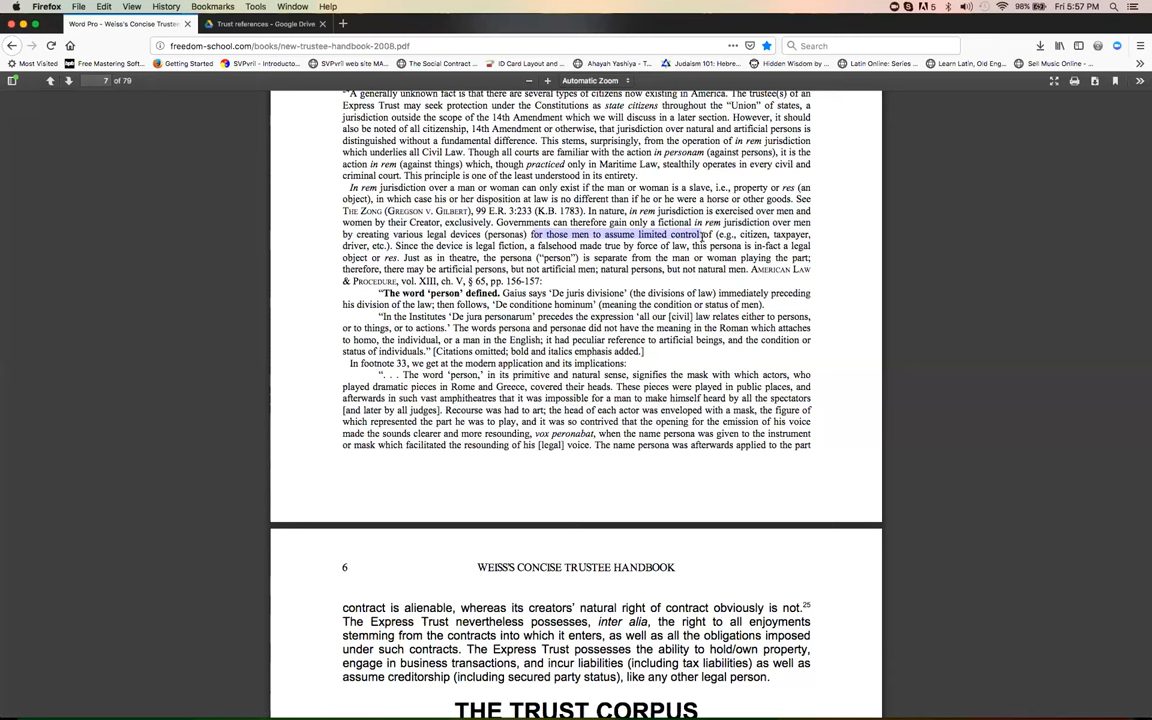 Firefox File Edit View History Bookmarks Tools Window Help 98% Fri 5:57 PM
Word Pro - Weiss's Concise Trustee Trust references - Google Drive
freedom-school.com/books/new-trustee-handbook-2008.pdf Search
Most Visited Free Mastering Softw... Getting Started SVPvril - Introducto... SVPvril web site MA... The Social Contract ... ID Card Layout and ... Ahayah Yashiya - T... Judaism 101: Hebre... Hidden Wisdom by ... Latin Online: Series ... Learn Latin, Old Eng... Sell Music Online - ...
7 of 79 Automatic Zoom
"A generally unknown fact is that there are several types of citizens now existing in America. The trustee(s) of an
Express Trust may seek protection under the Constitutions as state citizens throughout the "Union" of states, a
jurisdiction outside the scope of the 14th Amendment which we will discuss in a later section. However, it should
also be noted of all citizenship, 14th Amendment or otherwise, that jurisdiction over natural and artificial persons is
distinguished without a fundamental difference. This stems, surprisingly, from the operation of in rem jurisdiction
which underlies all Civil Law. Though all courts are familiar with the action in personam (against persons), it is the
action in rem (against things) which, though practiced only in Maritime Law, stealthily operates in every civil and
criminal court. This principle is one of the least understood in its entirety.
In rem jurisdiction over a man or woman can only exist if the man or woman is a slave, i.e., property or res (an
object), in which case his or her disposition at law is no different than if he or he were a horse or other goods. See
THE ZONG (GREGSON V. GILBERT), 99 E.R. 3:233 (K.B. 1783). In nature, in rem jurisdiction is exercised over men and
women by their Creator, exclusively. Governments can therefore gain only a fictional in rem jurisdiction over men
by creating various legal devices (personas) for those men to assume limited control of (e.g., citizen, taxpayer,
driver, etc.). Since the device is legal fiction, a falsehood made true by force of law, this persona is in-fact a legal
object or res. Just as in theatre, the persona ("person") is separate from the man or woman playing the part;
therefore, there may be artificial persons, but not artificial men; natural persons, but not natural men. AMERICAN LAW
& PROCEDURE, vol. XIII, ch. V, § 65, pp. 156-157:
"The word 'person' defined. Gaius says 'De juris divisione' (the divisions of law) immediately preceding
his division of the law; then follows, 'De conditione hominum' (meaning the condition or status of men).
"In the Institutes 'De jura personarum' precedes the expression 'all our [civil] law relates either to persons,
or to things, or to actions.' The words persona and personae did not have the meaning in the Roman which attaches
to homo, the individual, or a man in the English; it had peculiar reference to artificial beings, and the condition or
status of individuals." [Citations omitted; bold and italics emphasis added.]
In footnote 33, we get at the modern application and its implications:
". . . The word 'person,' in its primitive and natural sense, signifies the mask with which actors, who
played dramatic pieces in Rome and Greece, covered their heads. These pieces were played in public places, and
afterwards in such vast amphitheatres that it was impossible for a man to make himself heard by all the spectators
[and later by all judges]. Recourse was had to art; the head of each actor was enveloped with a mask, the figure of
which represented the part he was to play, and it was so contrived that the opening for the emission of his voice
made the sounds clearer and more resounding, vox peronabat, when the name persona was given to the instrument
or mask which facilitated the resounding of his [legal] voice. The name persona was afterwards applied to the part
6 WEISS'S CONCISE TRUSTEE HANDBOOK
contract is alienable, whereas its creators' natural right of contract obviously is not.25
The Express Trust nevertheless possesses, inter alia, the right to all enjoyments
stemming from the contracts into which it enters, as well as all the obligations imposed
under such contracts. The Express Trust possesses the ability to hold/own property,
engage in business transactions, and incur liabilities (including tax liabilities) as well as
assume creditorship (including secured party status), like any other legal person.
THE TRUST CORPUS